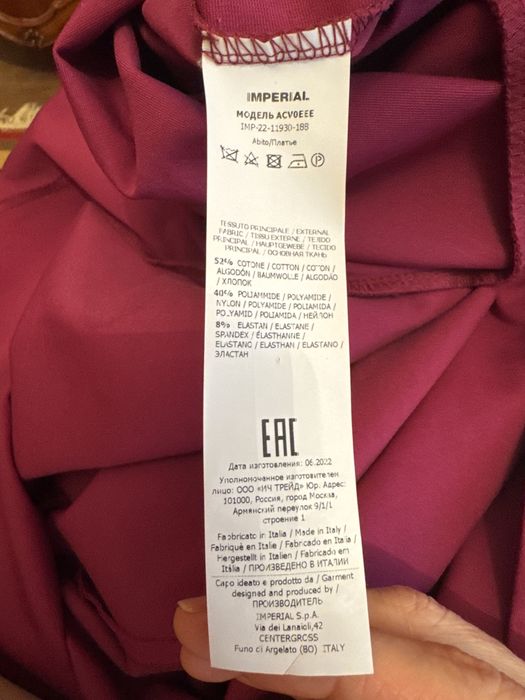 IMPERIAL
МОДЕЛЬ ACV0EEE
IMP-22-11930-188
Abito/Платье
P
TESSUTO PRINCIPALE / EXTERNAL
FABRIC / TISSU EXTERNE / TEJIDO
PRINCIPAL / HAUPTGEWEBE / TECIDO
PRINCIPAL / ОСНОВНАЯ ТКАНЬ
52% COTONE / COTTON / COTON /
ALGODÓN / BAUMWOLLE / ALGODÃO
/ ХЛОПОК
40% POLIAMMIDE / POLYAMIDE /
NYLON / POLYAMIDE / POLIAMIDA /
POLYAMID / POLIAMIDA / НЕЙЛОН
8% ELASTAN / ELASTANE /
SPANDEX / ÉLASTHANNE /
ELASTANO / ELASTHAN / ELASTANO /
ЭЛАСТАН
EAC
Дата изготовления: 06.2022
Уполномоченное изготовителем
лицо: ООО «ИЧ ТРЕЙД» Юр. Адрес:
101000, Россия, город Москва,
Армянский переулок 9/1/L
строение 1
Fabbricato in Italia / Made in Italy /
Fabriqué en Italie / Fabricado en Italia /
Hergestellt in Italien / Fabricado em
Itália / ПРОИЗВЕДЕНО В ИТАЛИИ
Capo ideato e prodotto da / Garment
designed and produced by /
ПРОИЗВОДИТЕЛЬ
IMPERIAL S.p.A.
Via dei Lanaioli,42
CENTERGROSS
Funo di Argelato (BO) ITALY